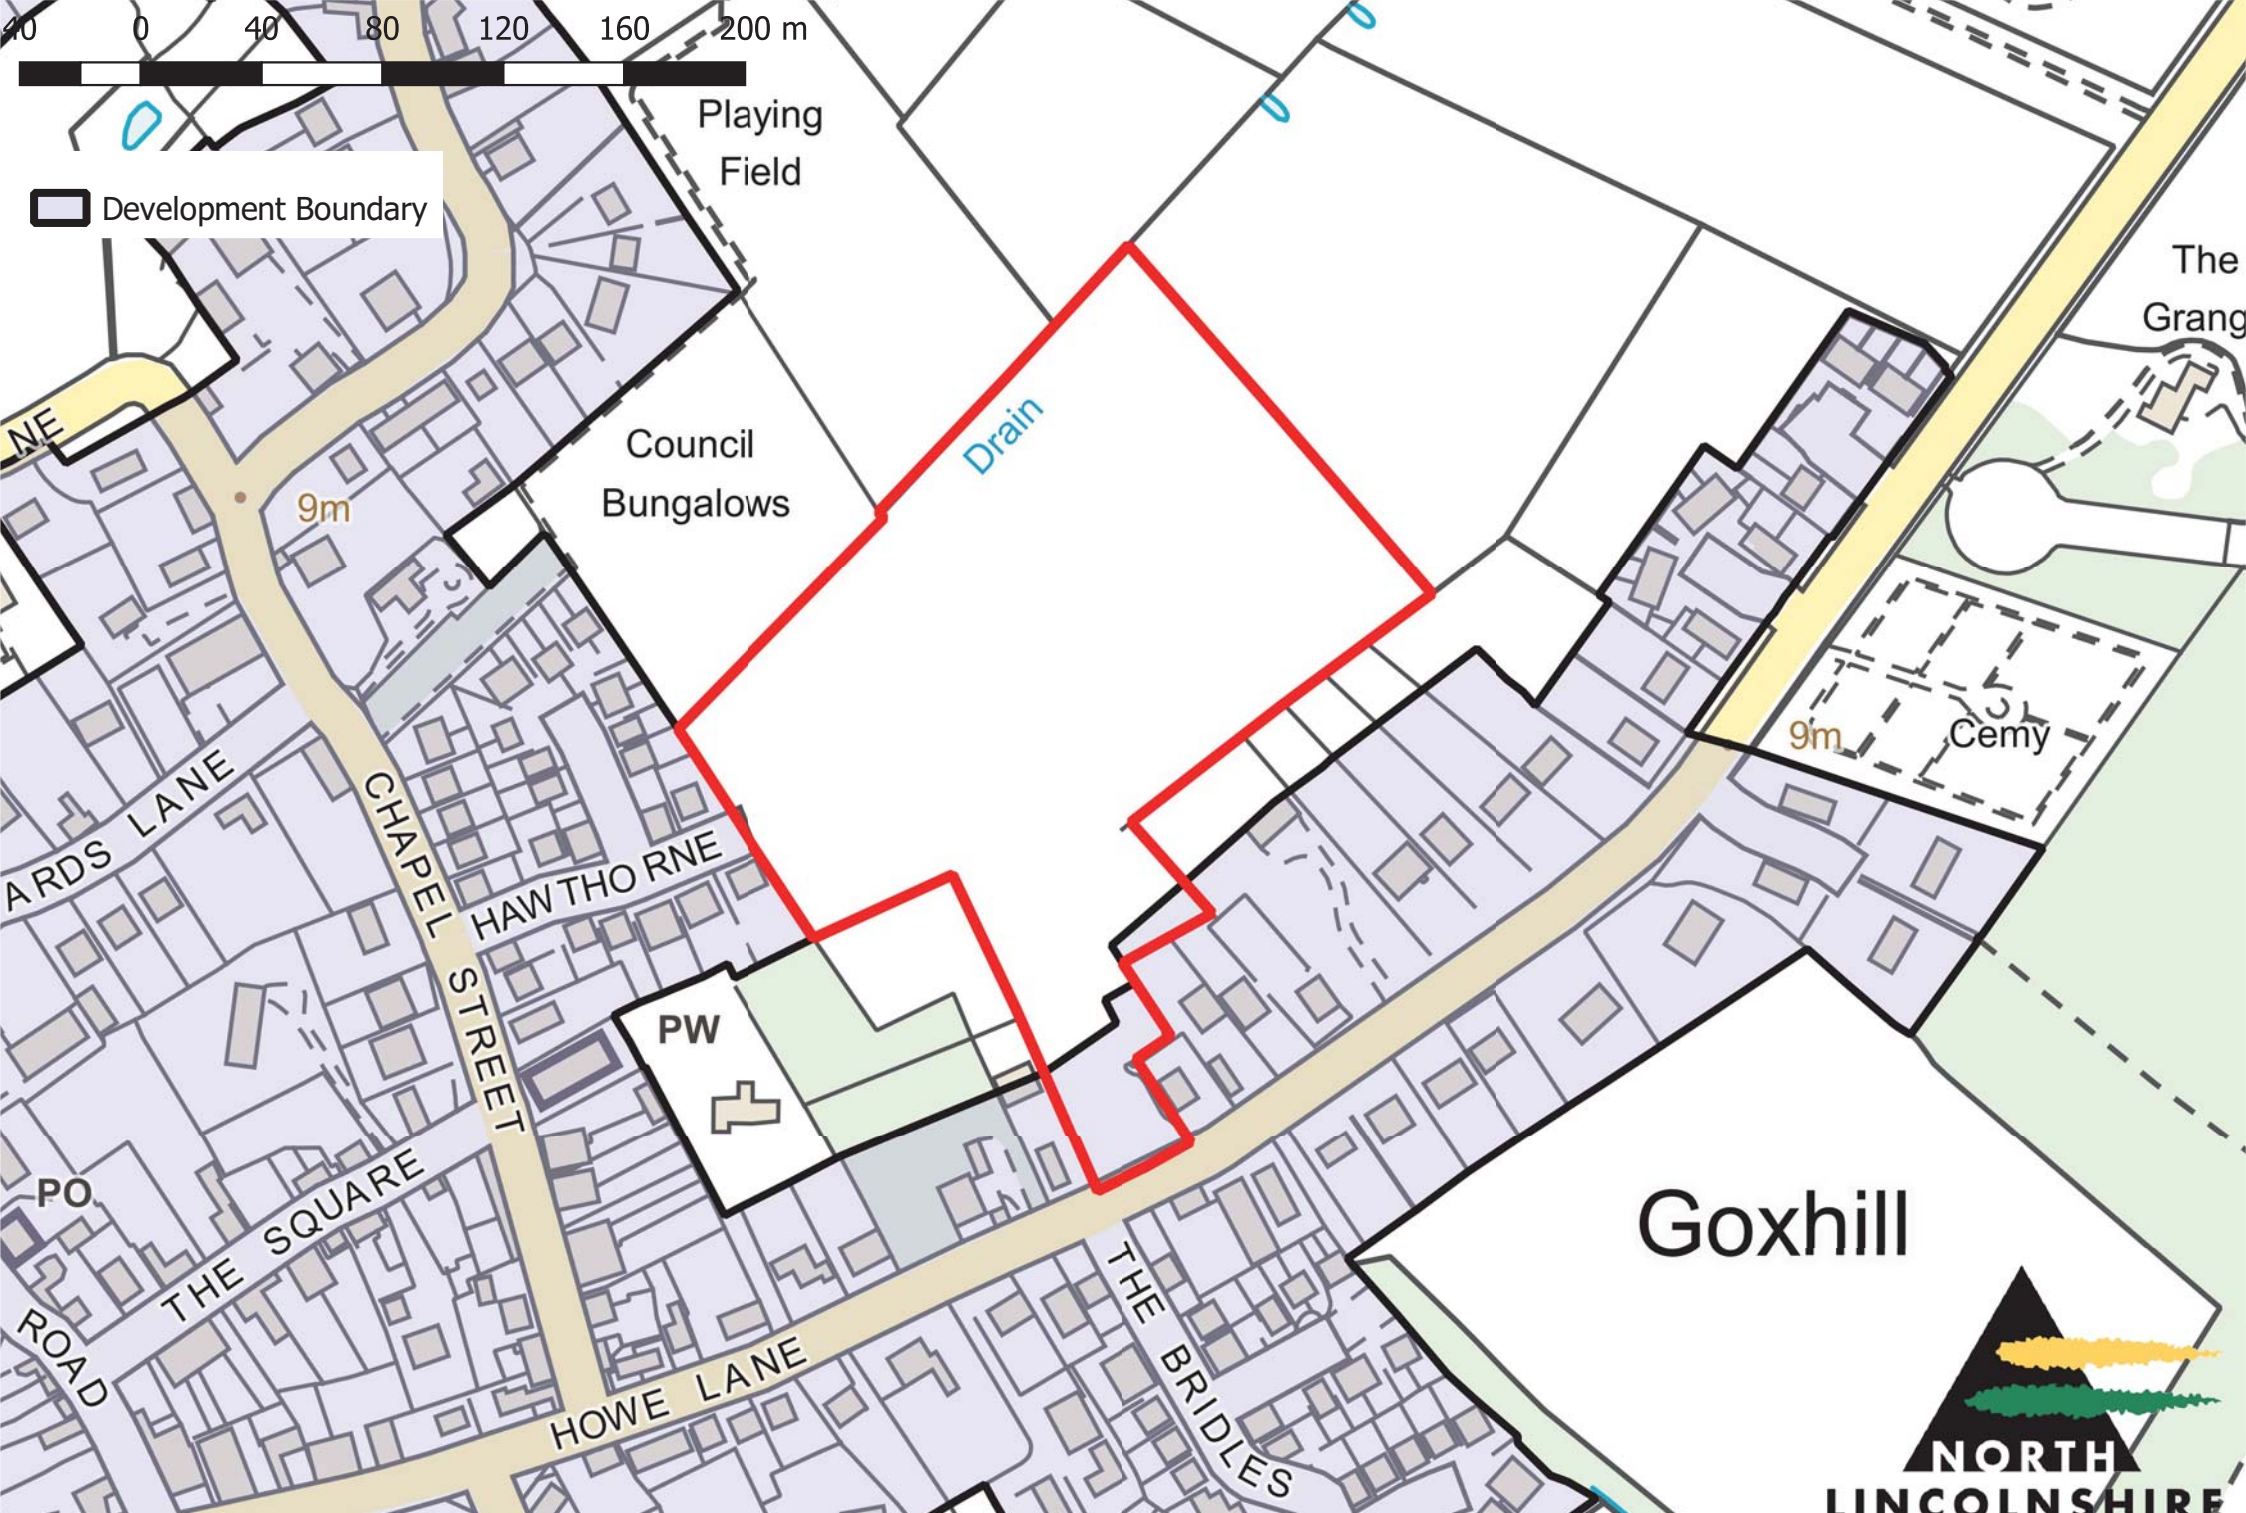 40 0 40 80 120 160 200 m
Development Boundary
Playing
Field
The
Grang
NE
9m
Council
Bungalows
Drain
ARDS LANE
CHAPEL STREET
HAWTHORNE
9m
Cemy
PW
PO
THE SQUARE
ROAD
HOWE LANE
THE BRIDLES
Goxhill
NORTH
LINCOLNSHIRE